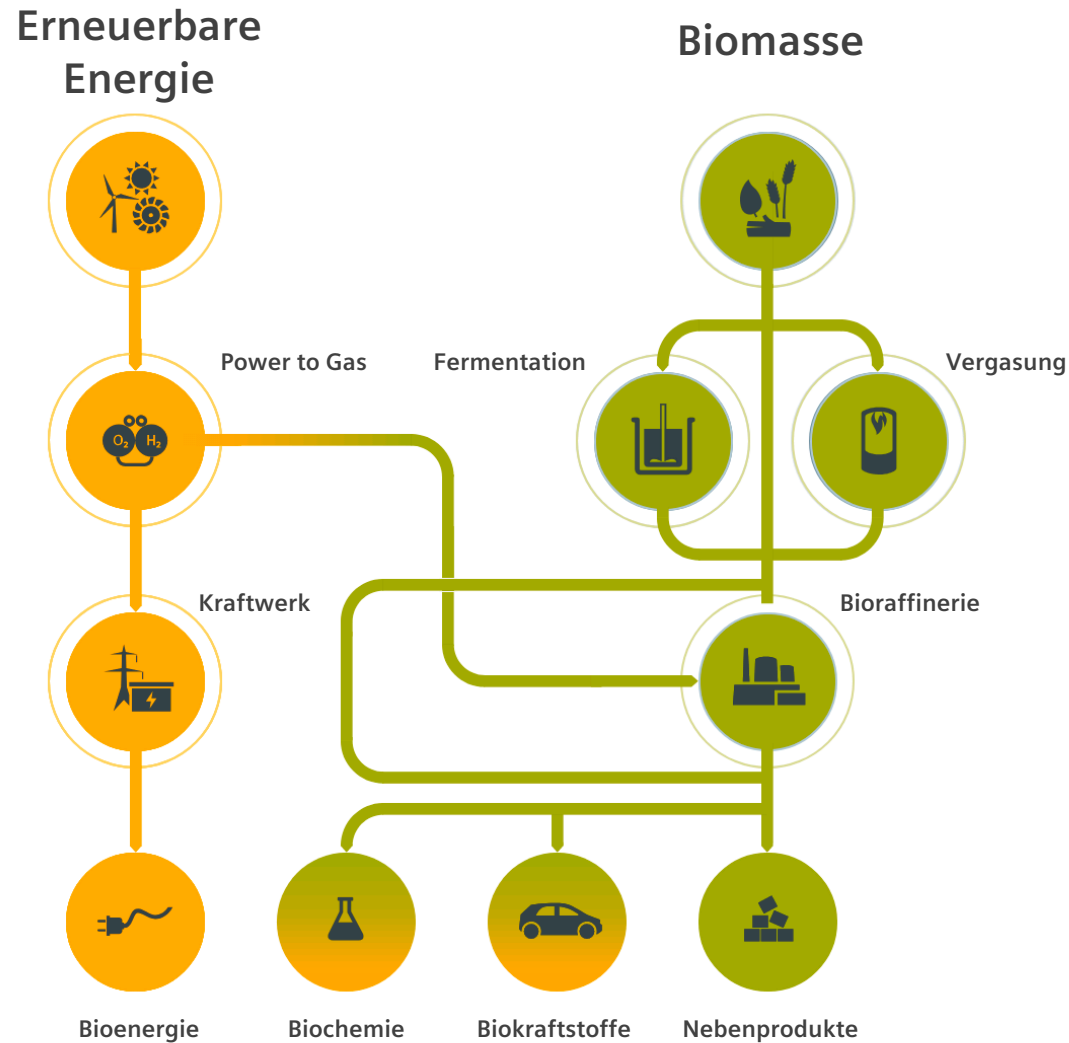 Erneuerbare
Energie
Biomasse
Power to Gas
Fermentation
Vergasung
O₂ H₂
Kraftwerk
Bioraffinerie
Bioenergie
Biochemie
Biokraftstoffe
Nebenprodukte